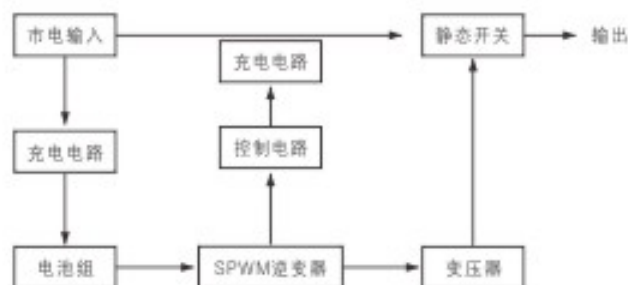 市电输入
静态开关
输出
充电电路
充电电路
控制电路
电池组
SPWM逆变器
变压器